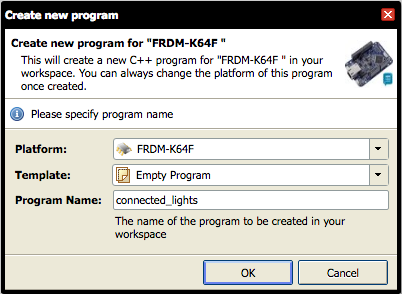 Create new program
Create new program for "FRDM-K64F "
This will create a new C++ program for "FRDM-K64F " in your
workspace. You can always change the platform of this program
once created.
Please specify program name
Platform: FRDM-K64F
Template: Empty Program
Program Name: connected_lights
The name of the program to be created in your
workspace
OK Cancel